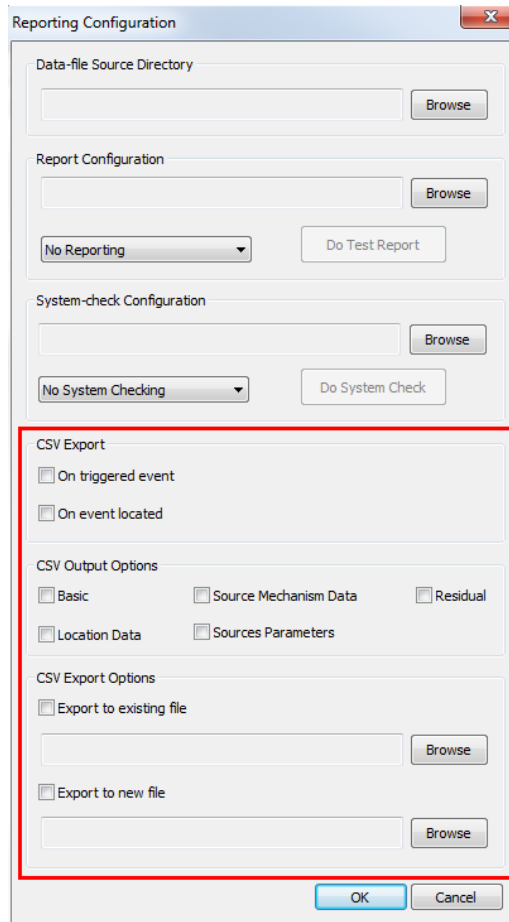 Reporting Configuration
Data-file Source Directory
Browse
Report Configuration
Browse
No Reporting
Do Test Report
System-check Configuration
Browse
No System Checking
Do System Check
CSV Export
On triggered event
On event located
CSV Output Options
Basic
Source Mechanism Data
Residual
Location Data
Sources Parameters
CSV Export Options
Export to existing file
Browse
Export to new file
Browse
OK
Cancel